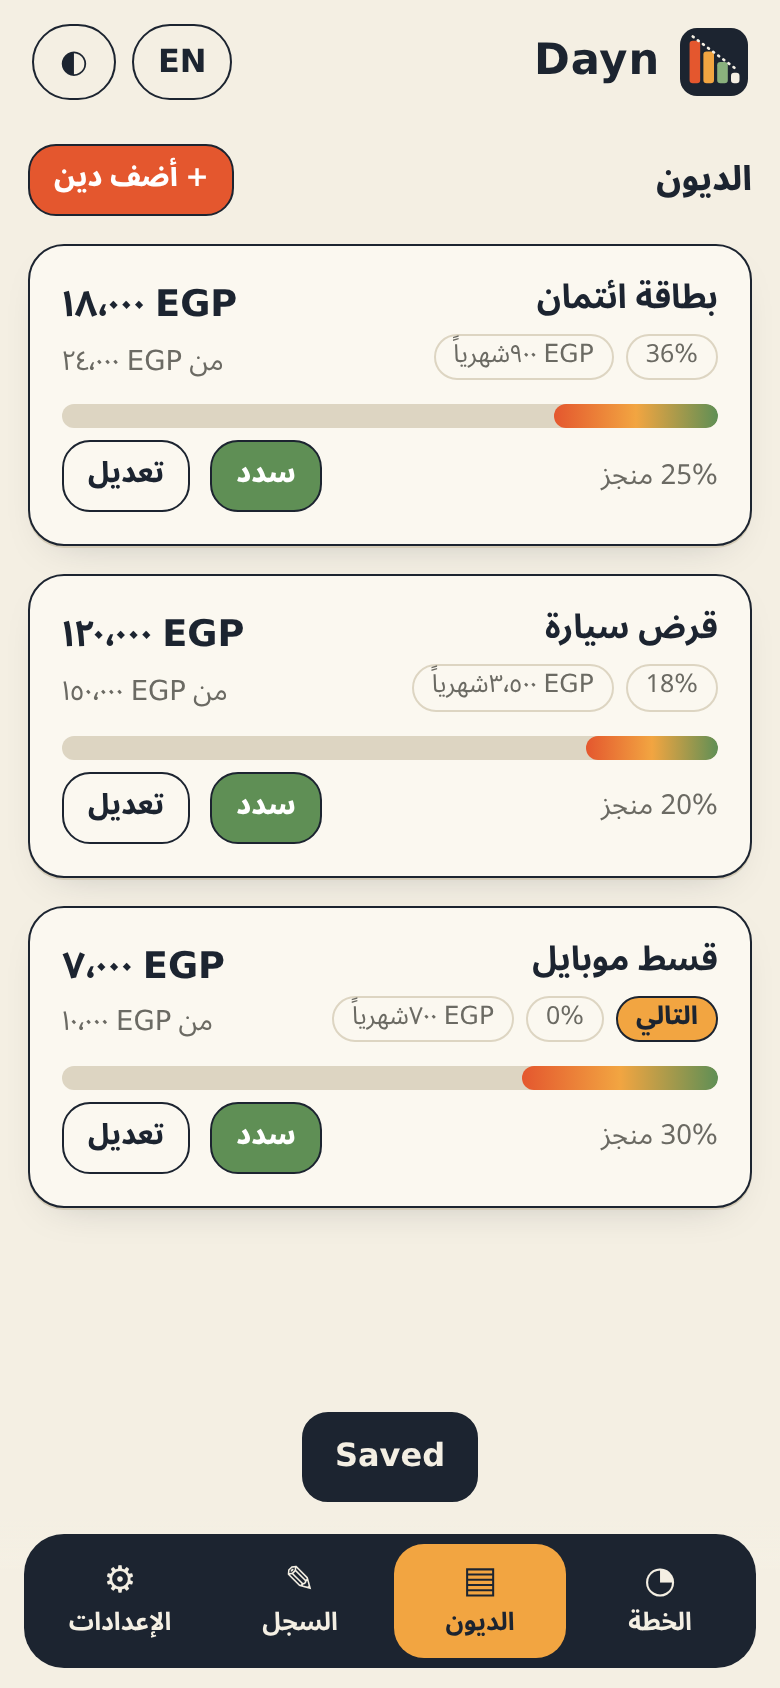 Dayn
EN
الديون
+ أضف دين
بطاقة ائتمان
١٨،٠٠٠ EGP
36%
٩٠٠ EGPشهرياً
من ٢٤،٠٠٠ EGP
25% منجز
سدد
تعديل
قرض سيارة
١٢٠،٠٠٠ EGP
18%
٣،٥٠٠ EGPشهرياً
من ١٥٠،٠٠٠ EGP
20% منجز
سدد
تعديل
قسط موبايل
٧،٠٠٠ EGP
التالي
0%
٧٠٠ EGPشهرياً
من ١٠،٠٠٠ EGP
30% منجز
سدد
تعديل
Saved
الخطة
الديون
السجل
الإعدادات